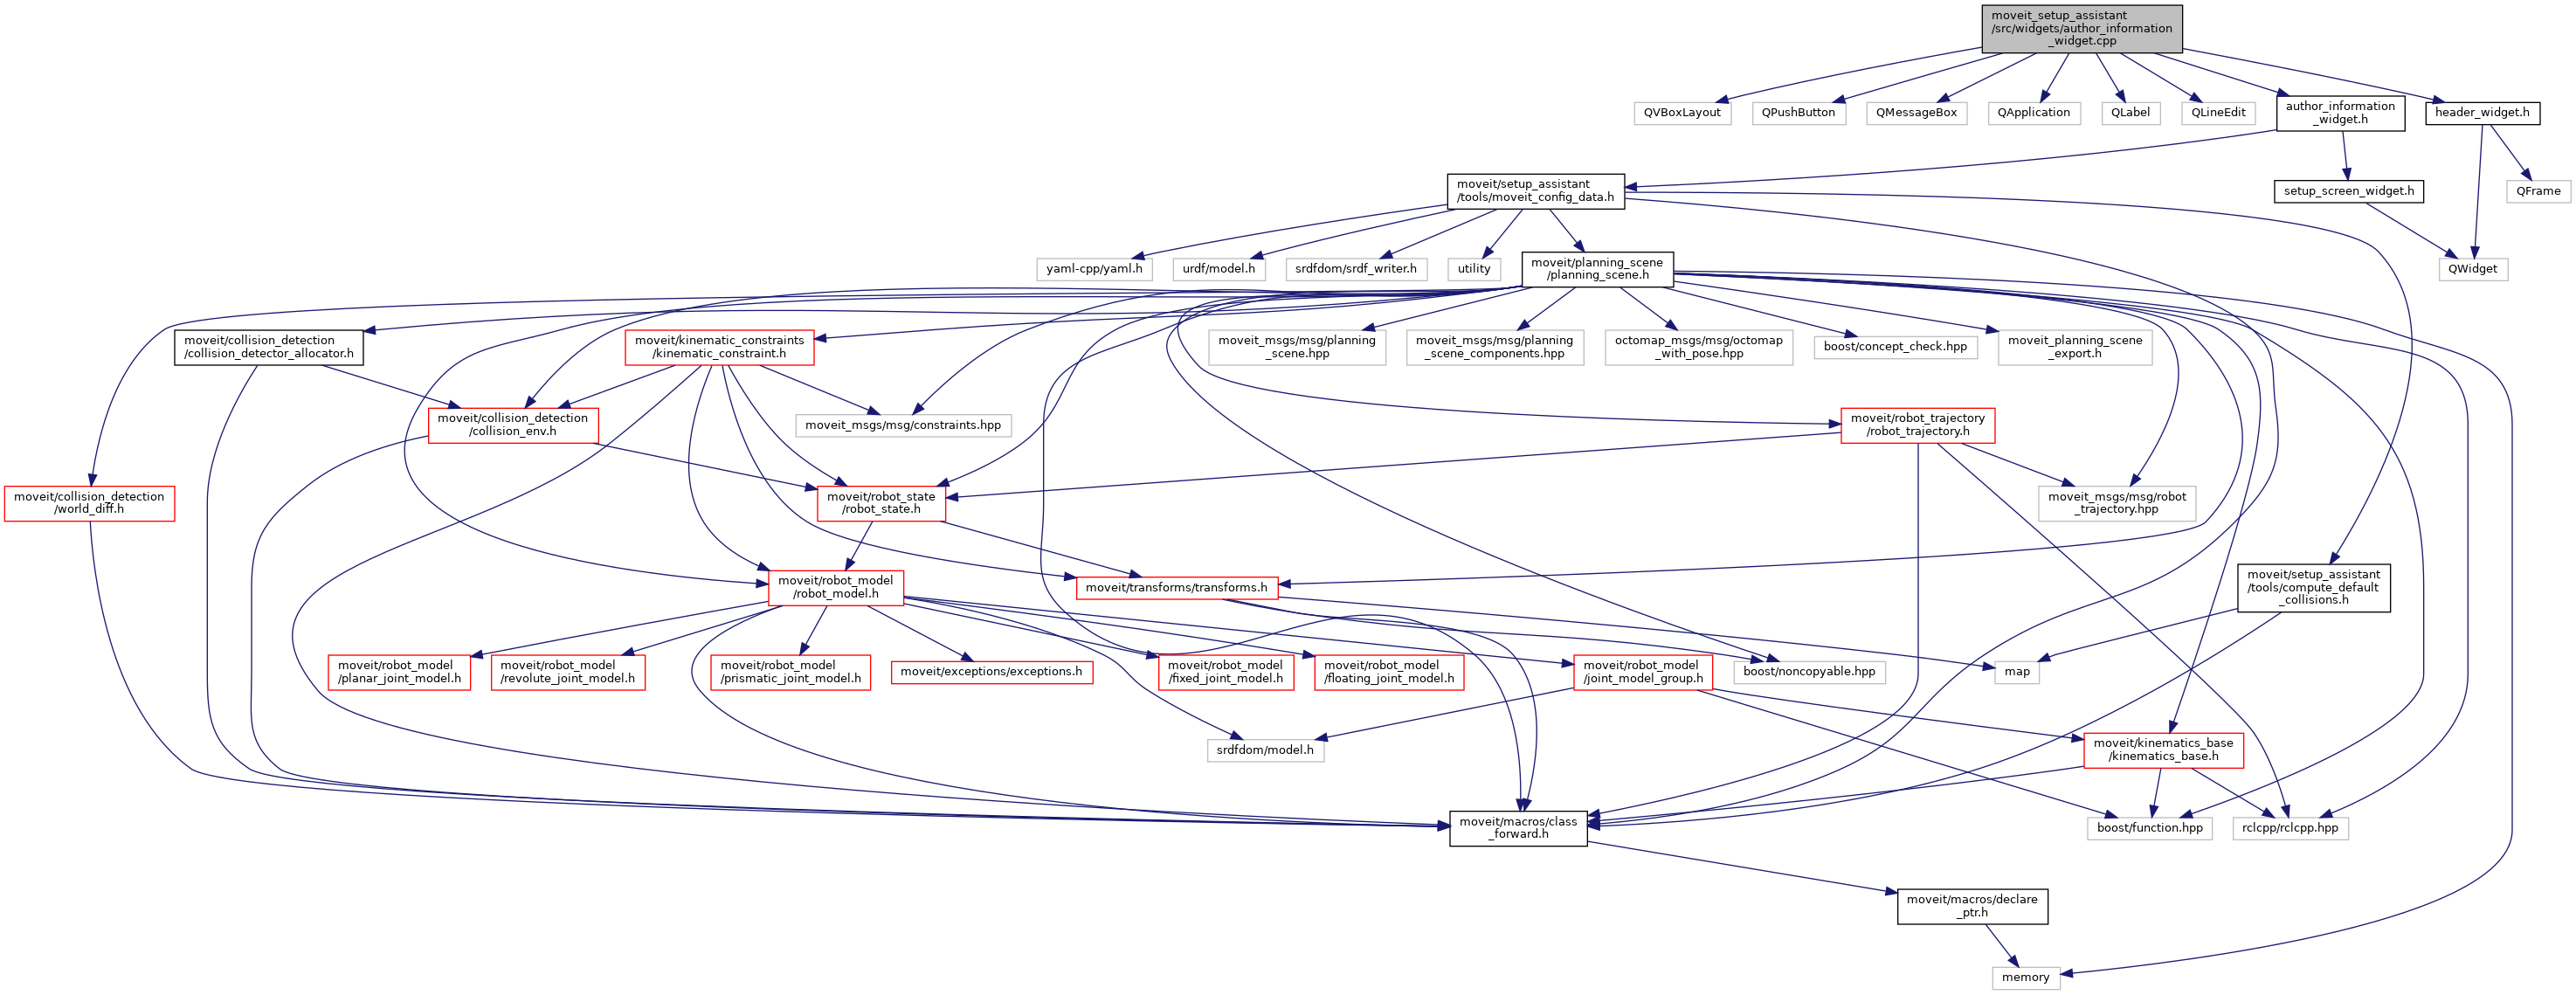 moveit_setup_assistant
/src/widgets/author_information
_widget.cpp
QVBoxLayout
QPushButton
QMessageBox
QApplication
QLabel
QLineEdit
author_information
_widget.h
header_widget.h
moveit/setup_assistant
/tools/moveit_config_data.h
setup_screen_widget.h
QFrame
yaml-cpp/yaml.h
urdf/model.h
srdfdom/srdf_writer.h
utility
moveit/planning_scene
/planning_scene.h
QWidget
moveit/collision_detection
/collision_detector_allocator.h
moveit/kinematic_constraints
/kinematic_constraint.h
moveit_msgs/msg/planning
_scene.hpp
moveit_msgs/msg/planning
_scene_components.hpp
octomap_msgs/msg/octomap
_with_pose.hpp
boost/concept_check.hpp
moveit_planning_scene
_export.h
moveit/collision_detection
/collision_env.h
moveit_msgs/msg/constraints.hpp
moveit/robot_trajectory
/robot_trajectory.h
moveit/collision_detection
/world_diff.h
moveit/robot_state
/robot_state.h
moveit_msgs/msg/robot
_trajectory.hpp
moveit/robot_model
/robot_model.h
moveit/transforms/transforms.h
moveit/setup_assistant
/tools/compute_default
_collisions.h
moveit/robot_model
/planar_joint_model.h
moveit/robot_model
/revolute_joint_model.h
moveit/robot_model
/prismatic_joint_model.h
moveit/exceptions/exceptions.h
moveit/robot_model
/fixed_joint_model.h
moveit/robot_model
/floating_joint_model.h
moveit/robot_model
/joint_model_group.h
boost/noncopyable.hpp
map
srdfdom/model.h
moveit/kinematics_base
/kinematics_base.h
moveit/macros/class
_forward.h
boost/function.hpp
rclcpp/rclcpp.hpp
moveit/macros/declare
_ptr.h
memory